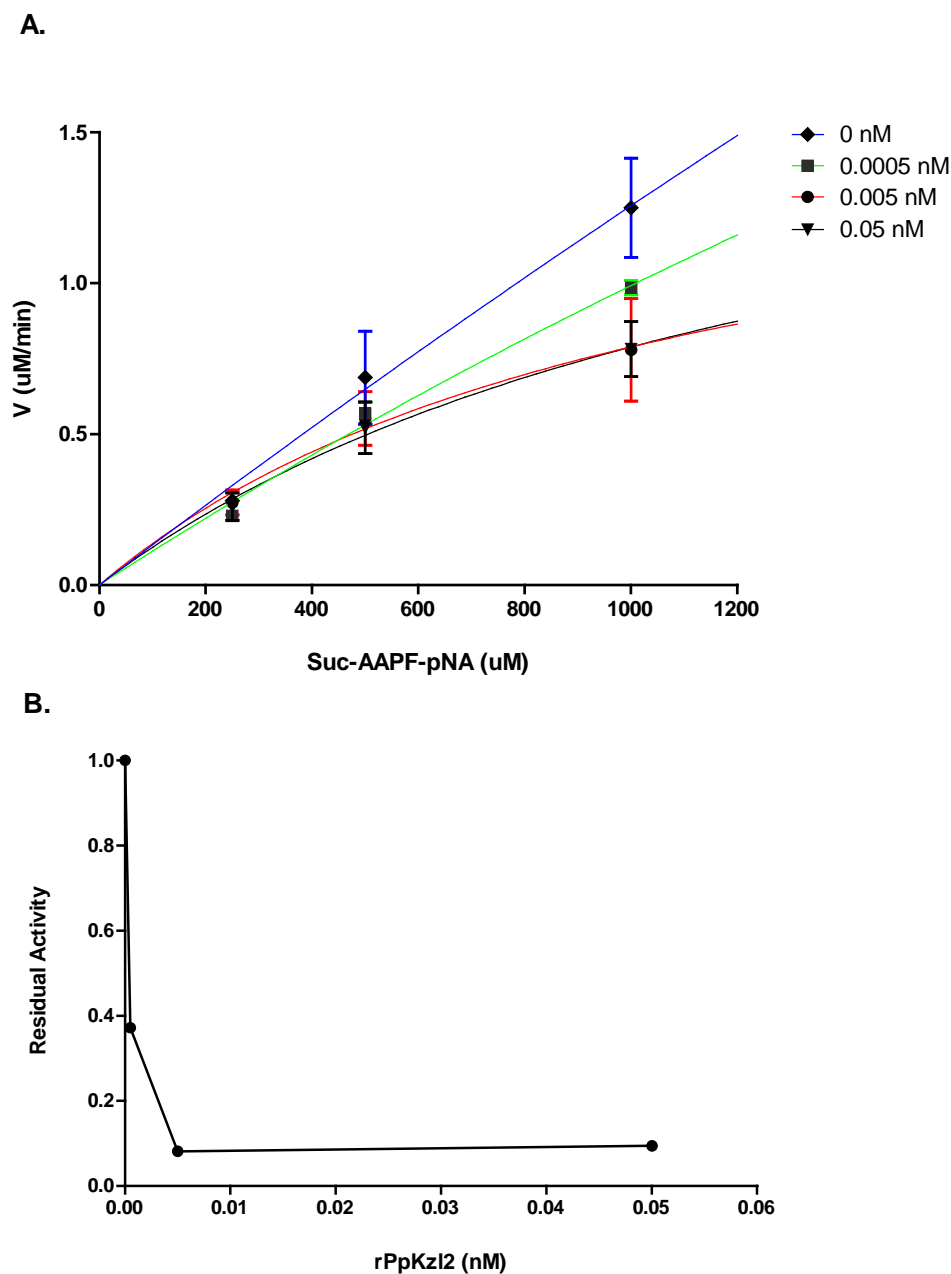 A.
1.5
1.0
0.5
0.0
V (uM/min)
0 200 400 600 800 1000 1200
Suc-AAPF-pNA (uM)
0 nM
0.0005 nM
0.005 nM
0.05 nM
B.
1.0
0.8
0.6
0.4
0.2
0.0
Residual Activity
0.00 0.01 0.02 0.03 0.04 0.05 0.06
rPpKzl2 (nM)